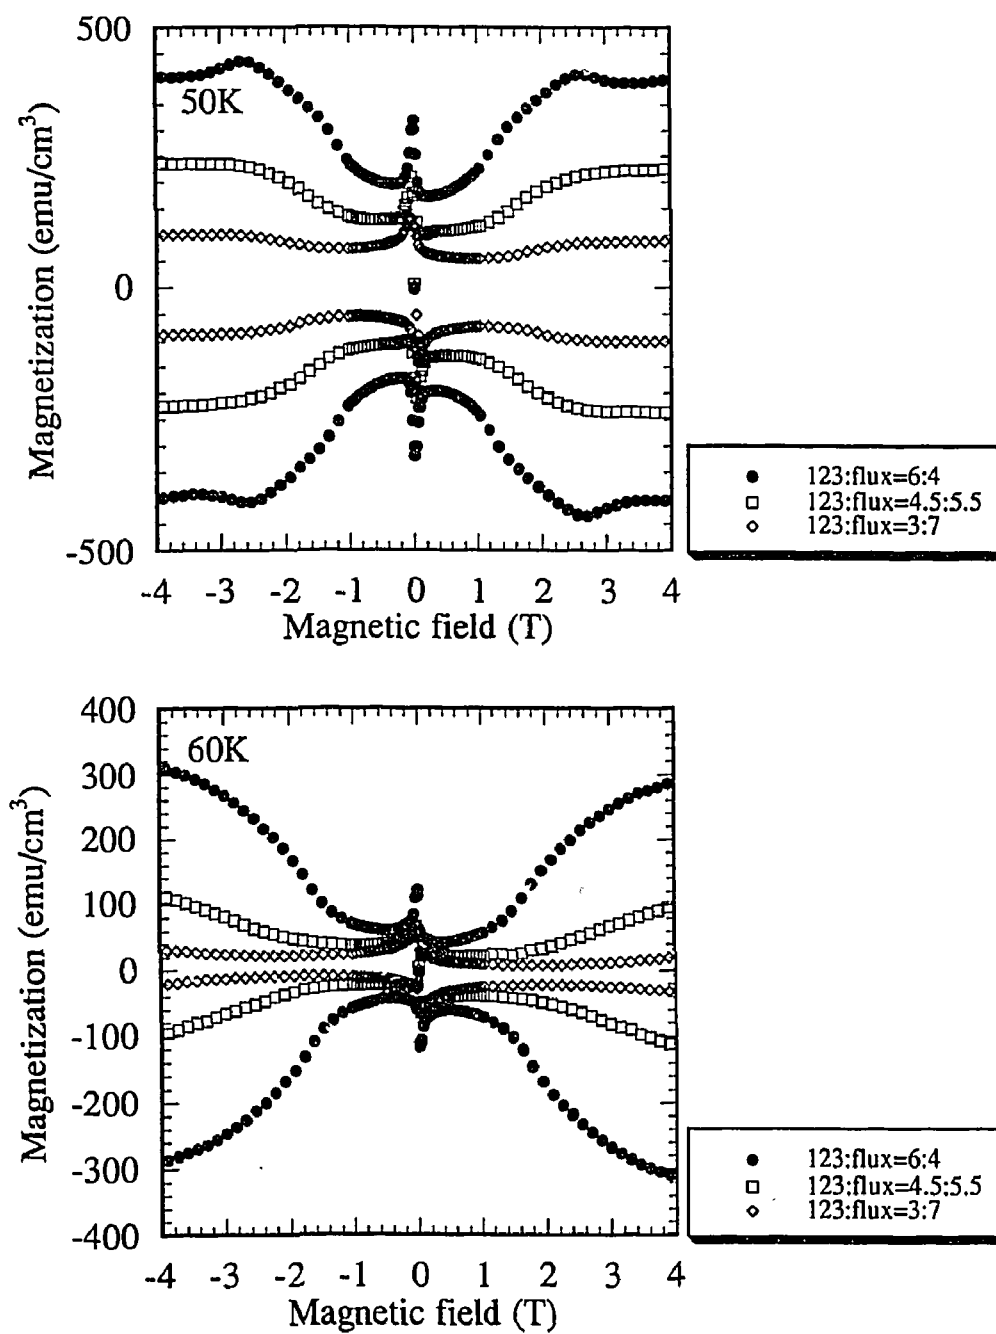 500
50K
0
-500
Magnetization (emu/cm³)
-4 -3 -2 -1 0 1 2 3 4
Magnetic field (T)
123:flux=6:4
123:flux=4.5:5.5
123:flux=3:7
400
60K
300
200
100
0
-100
-200
-300
-400
Magnetization (emu/cm³)
-4 -3 -2 -1 0 1 2 3 4
Magnetic field (T)
123:flux=6:4
123:flux=4.5:5.5
123:flux=3:7